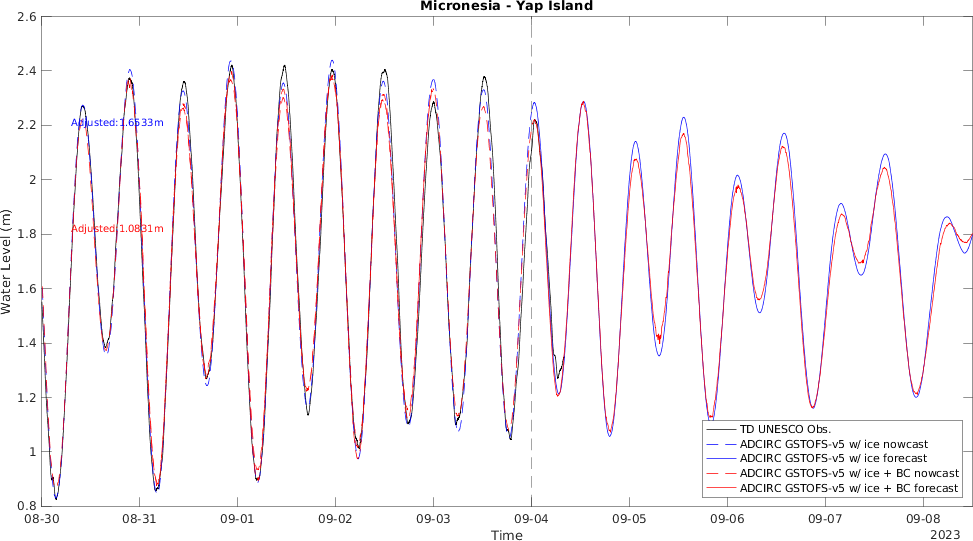 Micronesia - Yap Island
2.6
2.4
2.2
2
1.8
1.6
1.4
1.2
1
0.8
Water Level (m)
Adjusted:1.6533m
Adjusted:1.0831m
TD UNESCO Obs.
ADCIRC GSTOFS-v5 w/ ice nowcast
ADCIRC GSTOFS-v5 w/ ice forecast
ADCIRC GSTOFS-v5 w/ ice + BC nowcast
ADCIRC GSTOFS-v5 w/ ice + BC forecast
08-30 08-31 09-01 09-02 09-03 09-04 09-05 09-06 09-07 09-08
Time
2023